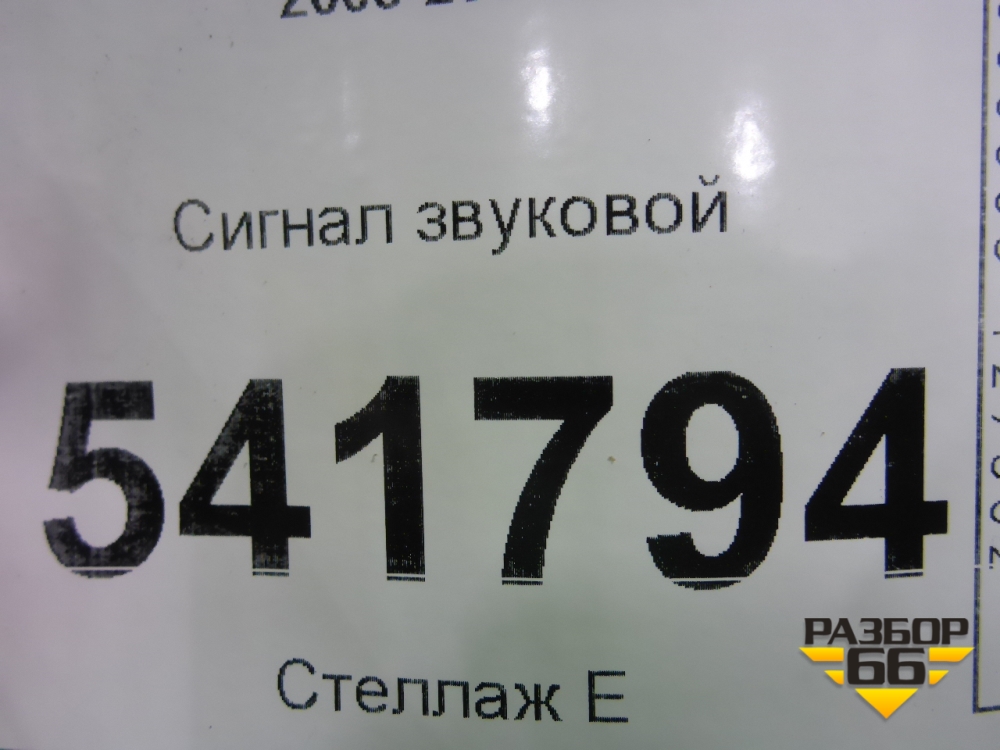 Сигнал звуковой
541794
Стеллаж Е
РАЗБОР
66